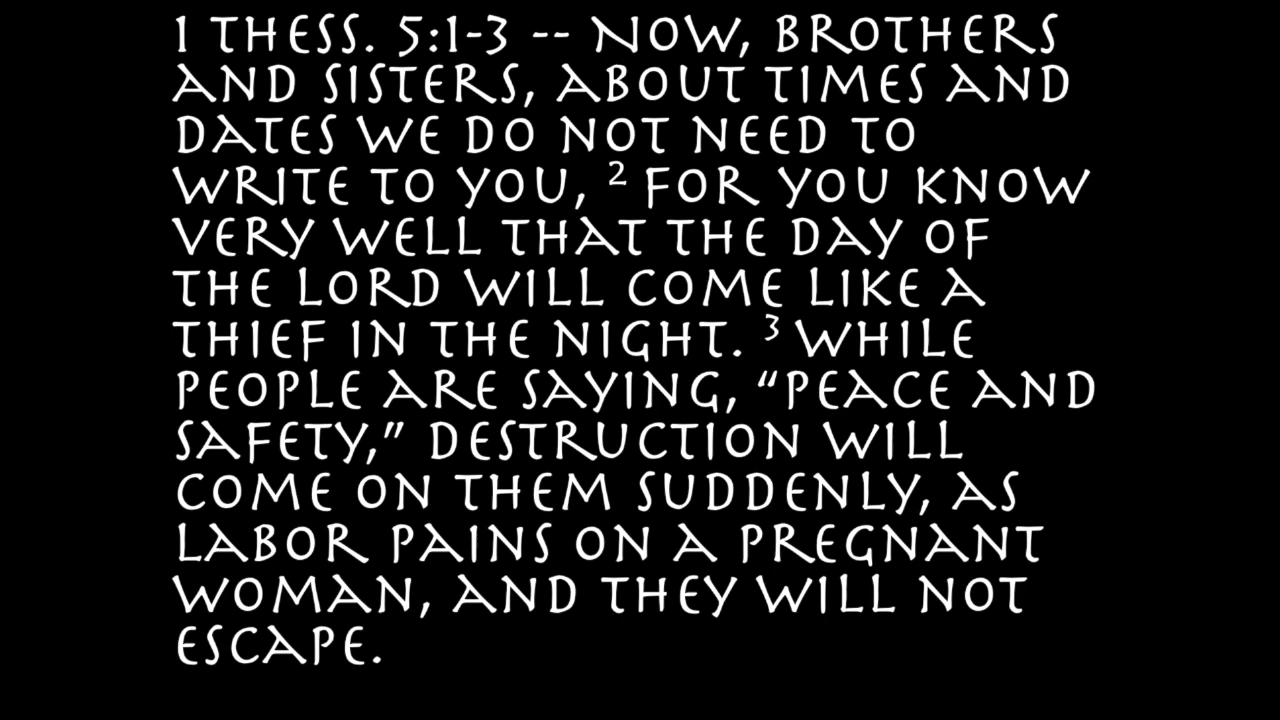 1 THESS. 5:1-3 -- NOW, BROTHERS
AND SISTERS, ABOUT TIMES AND
DATES WE DO NOT NEED TO
WRITE TO YOU, ² FOR YOU KNOW
VERY WELL THAT THE DAY OF
THE LORD WILL COME LIKE A
THIEF IN THE NIGHT. ³ WHILE
PEOPLE ARE SAYING, “PEACE AND
SAFETY,” DESTRUCTION WILL
COME ON THEM SUDDENLY, AS
LABOR PAINS ON A PREGNANT
WOMAN, AND THEY WILL NOT
ESCAPE.